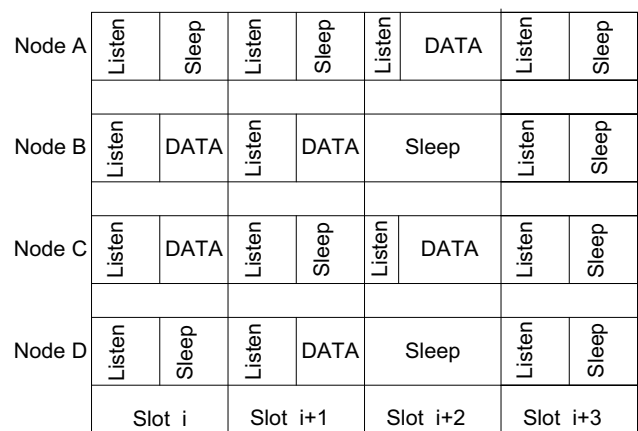 Node A Listen Sleep Listen Sleep Listen DATA Listen Sleep
Node B Listen DATA Listen DATA Sleep Listen Sleep
Node C Listen DATA Listen Sleep Listen DATA Listen Sleep
Node D Listen Sleep Listen DATA Sleep Listen Sleep
Slot i Slot i+1 Slot i+2 Slot i+3